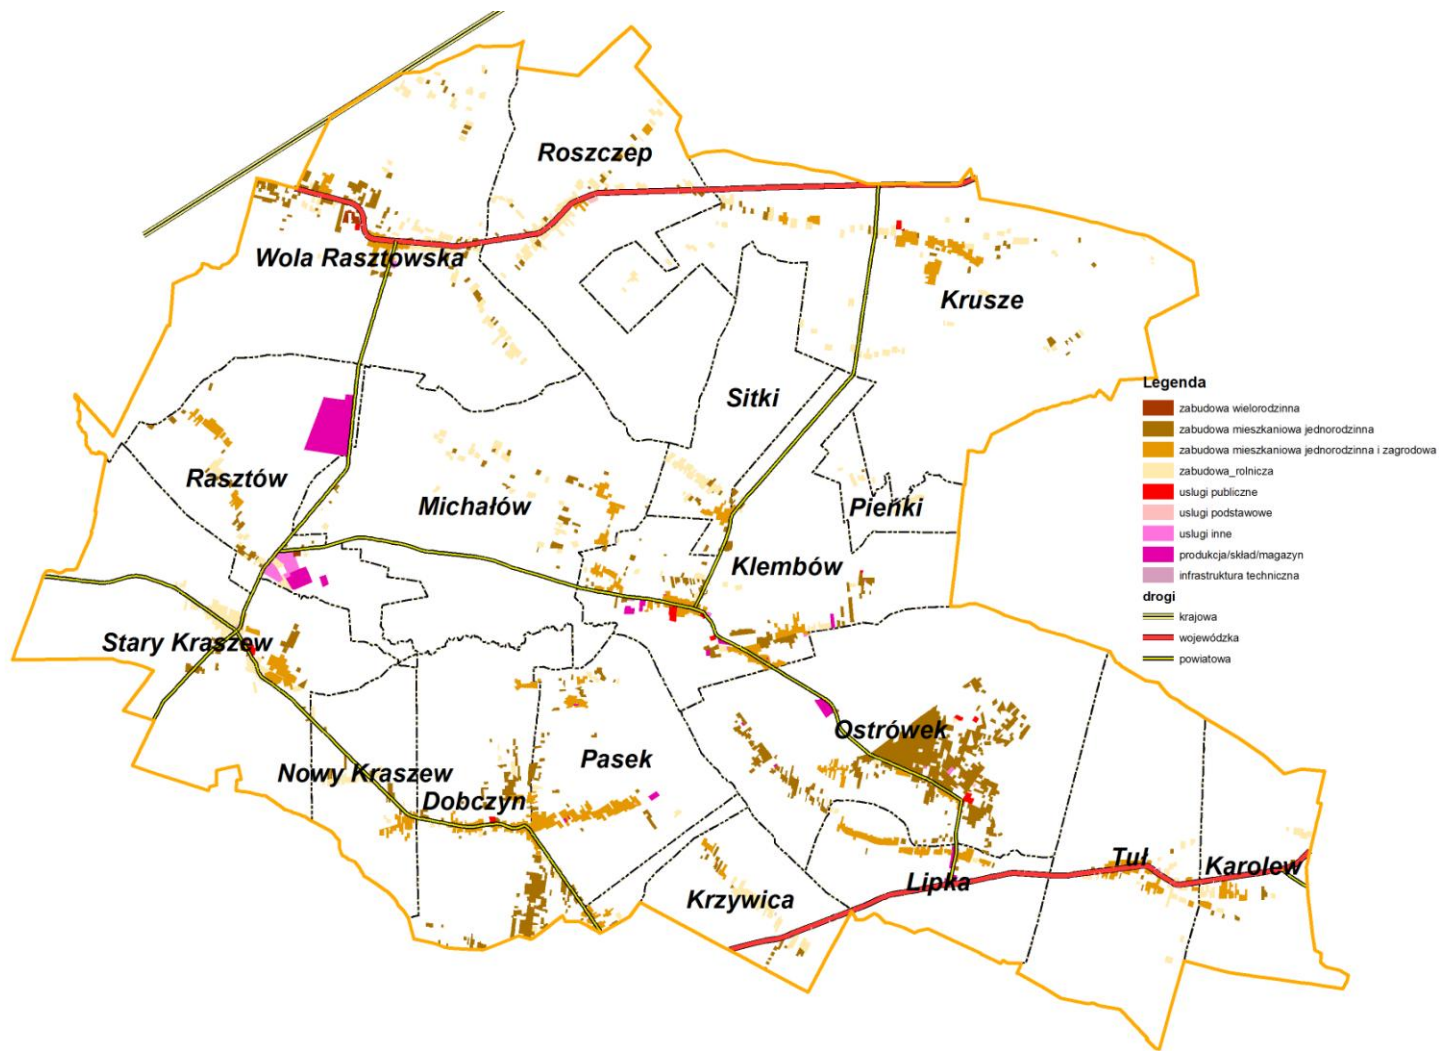 Roszczep
Wola Rasztowska
Krusze
Sitki
Rasztów
Michałów
Pieńki
Klembów
Stary Kraszew
Ostrówek
Pasek
Nowy Kraszew
Dobczyn
Tuł
Karolew
Lipka
Krzywica
Legenda
zabudowa wielorodzinna
zabudowa mieszkaniowa jednorodzinna
zabudowa mieszkaniowa jednorodzinna i zagrodowa
zabudowa_rolnicza
usługi publiczne
usługi podstawowe
usługi inne
produkcja/skład/magazyn
infrastruktura techniczna
drogi
krajowa
wojewódzka
powiatowa